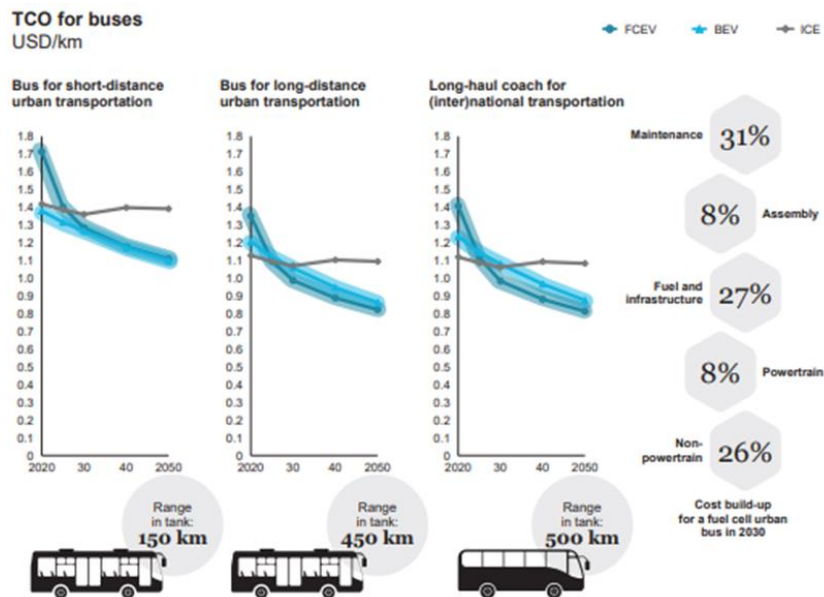 TCO for buses
USD/km
FCEV BEV ICE
Bus for short-distance
urban transportation
1.8
1.7
1.6
1.5
1.4
1.3
1.2
1.1
1.0
0.9
0.8
0.7
0.6
0.5
0.4
0.3
0.2
0.1
0
2020 30 40 2050
Range
in tank:
150 km
Bus for long-distance
urban transportation
1.8
1.7
1.6
1.5
1.4
1.3
1.2
1.1
1.0
0.9
0.8
0.7
0.6
0.5
0.4
0.3
0.2
0.1
0
2020 30 40 2050
Range
in tank:
450 km
Long-haul coach for
(inter)national transportation
1.8
1.7
1.6
1.5
1.4
1.3
1.2
1.1
1.0
0.9
0.8
0.7
0.6
0.5
0.4
0.3
0.2
0.1
0
2020 30 40 2050
Range
in tank:
500 km
Maintenance 31%
8% Assembly
Fuel and
infrastructure 27%
8% Powertrain
Non-
powertrain 26%
Cost build-up
for a fuel cell urban
bus in 2030